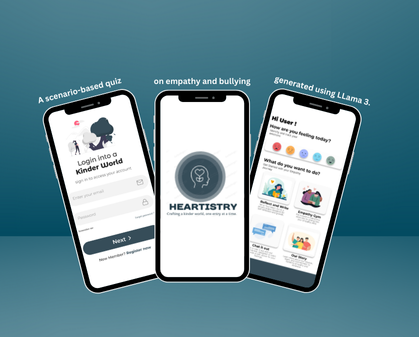 A scenario-based quiz
on empathy and bullying
generated using LLama 3.
Login into a
Kinder World
sign in to access your account
Enter your email
Password
Next >
New Member? Register now
HEARTISTRY
Crafting a kinder world, one story at a time
Hi User !
How are you feeling today?
What do you want to do?
Reflect and Write
Empathy Gym
Chat it out
Our Story